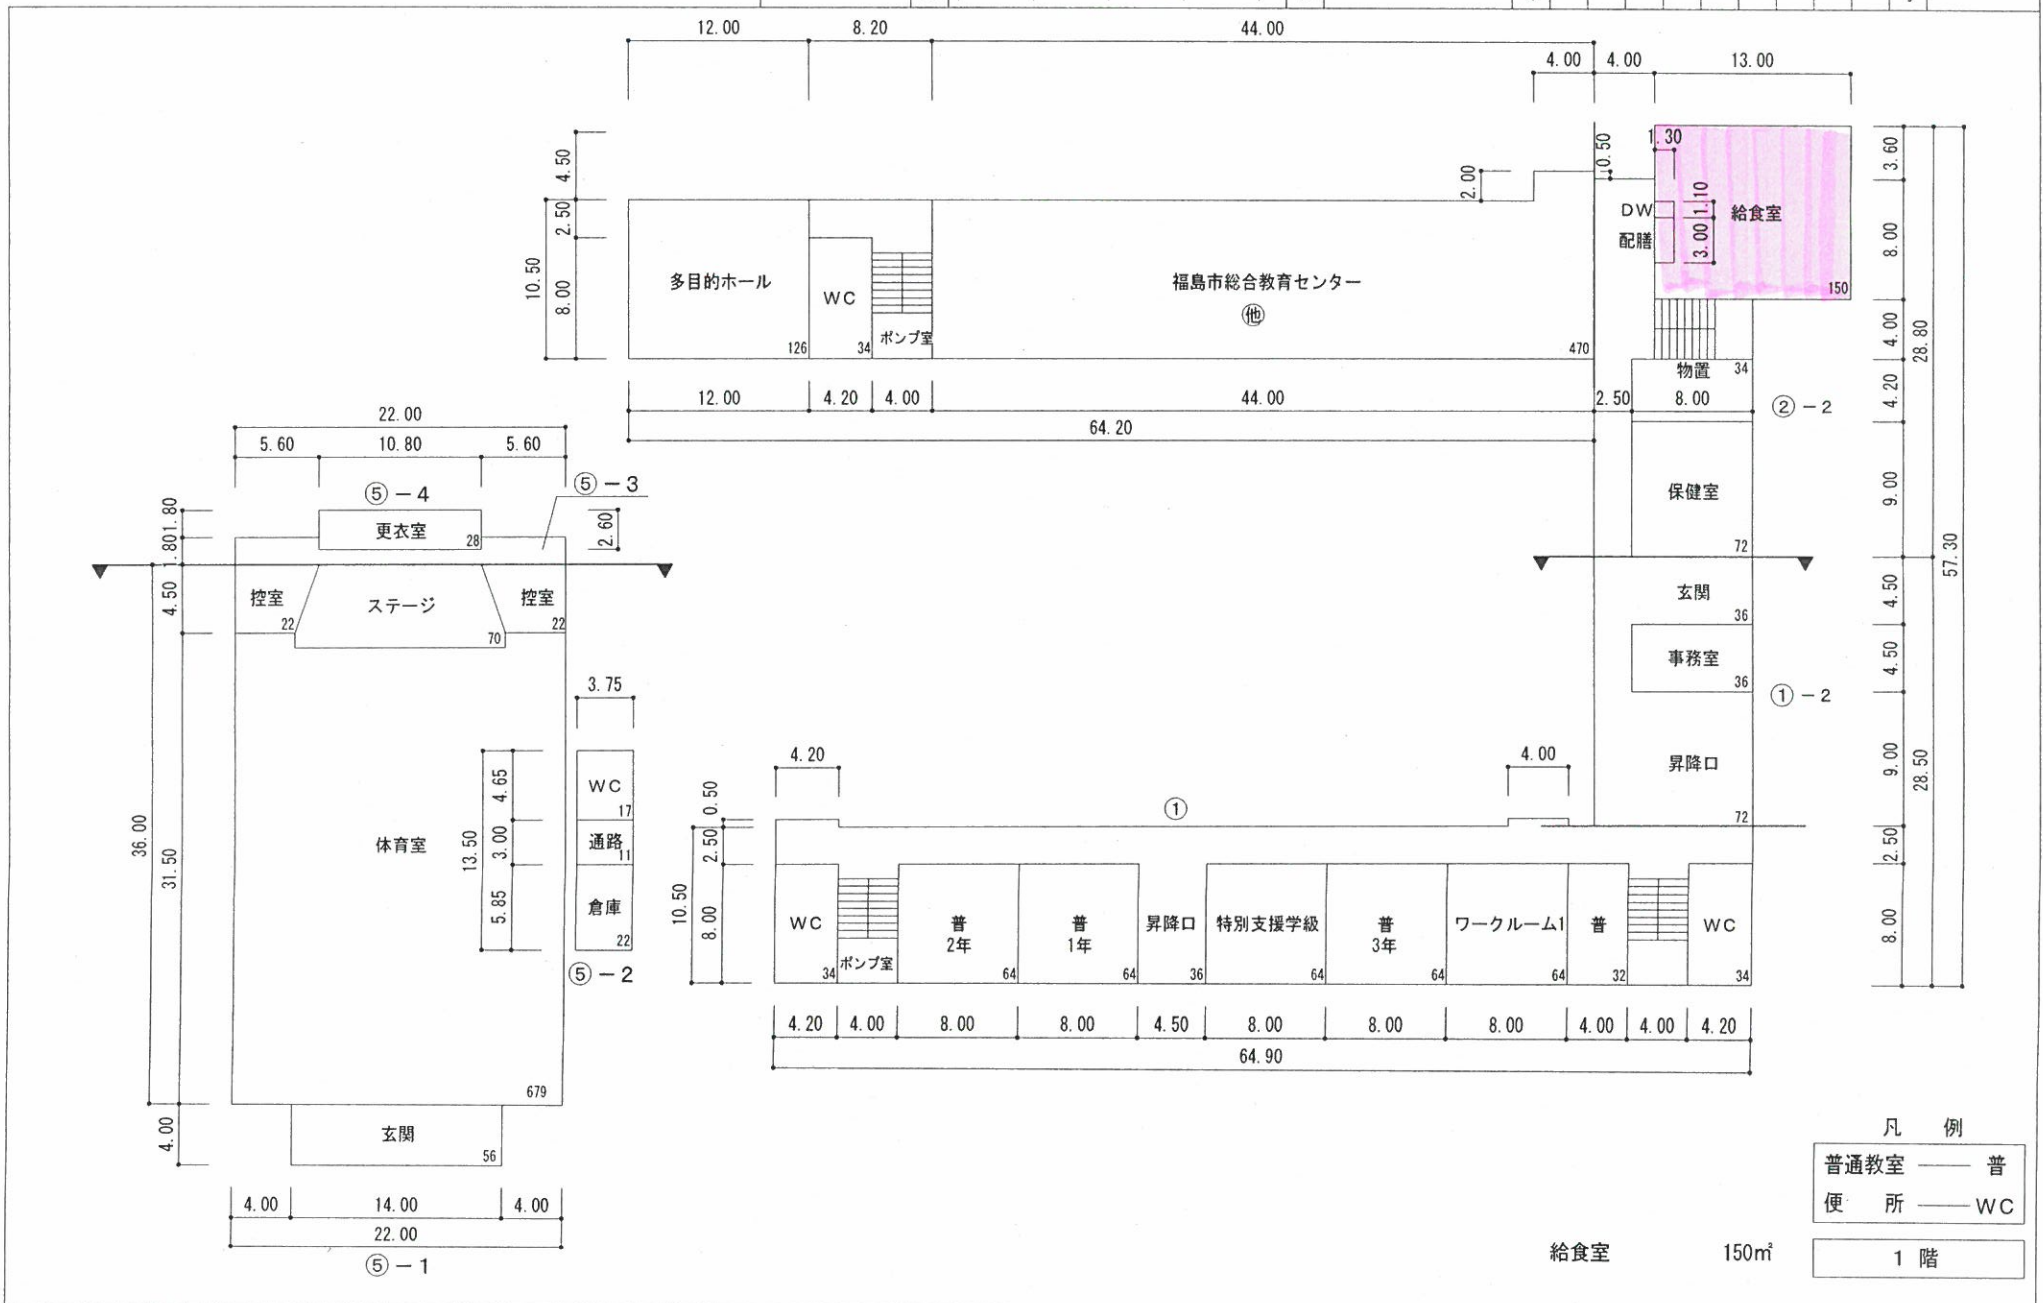 12.00 8.20 44.00
4.00 4.00 13.00
4.50
2.50
10.50
8.00
2.00
0.50
1.30
3.60
DW 1.10 給食室
配膳 3.00
150
8.00
多目的ホール
126
WC
34
ポンプ室
福島市総合教育センター
他
470
4.00
28.80
物置 34
4.20
12.00 4.20 4.00 44.00 2.50 8.00
②-2
64.20
22.00
5.60 10.80 5.60
⑤-4
⑤-3
1.80
1.80
更衣室
28
2.60
保健室
72
9.00
57.30
4.50
控室
22
ステージ
70
控室
22
玄関
36
4.50
事務室
36
4.50
①-2
3.75
昇降口
72
9.00
28.50
4.20
4.00
0.50
①
36.00
31.50
体育室
679
13.50
4.65
3.00
5.85
WC
17
通路
11
倉庫
22
⑤-2
10.50
2.50
8.00
2.50
8.00
WC
34
ポンプ室
普
2年
64
普
1年
64
昇降口
36
特別支援学級
64
普
3年
64
ワークルーム1
64
普
32
WC
34
4.20 4.00 8.00 8.00 4.50 8.00 8.00 8.00 4.00 4.00 4.20
64.90
4.00
玄関
56
4.00 14.00 4.00
22.00
⑤-1
凡 例
普通教室 ―― 普
便 所 ―― WC
給食室 150㎡
1 階